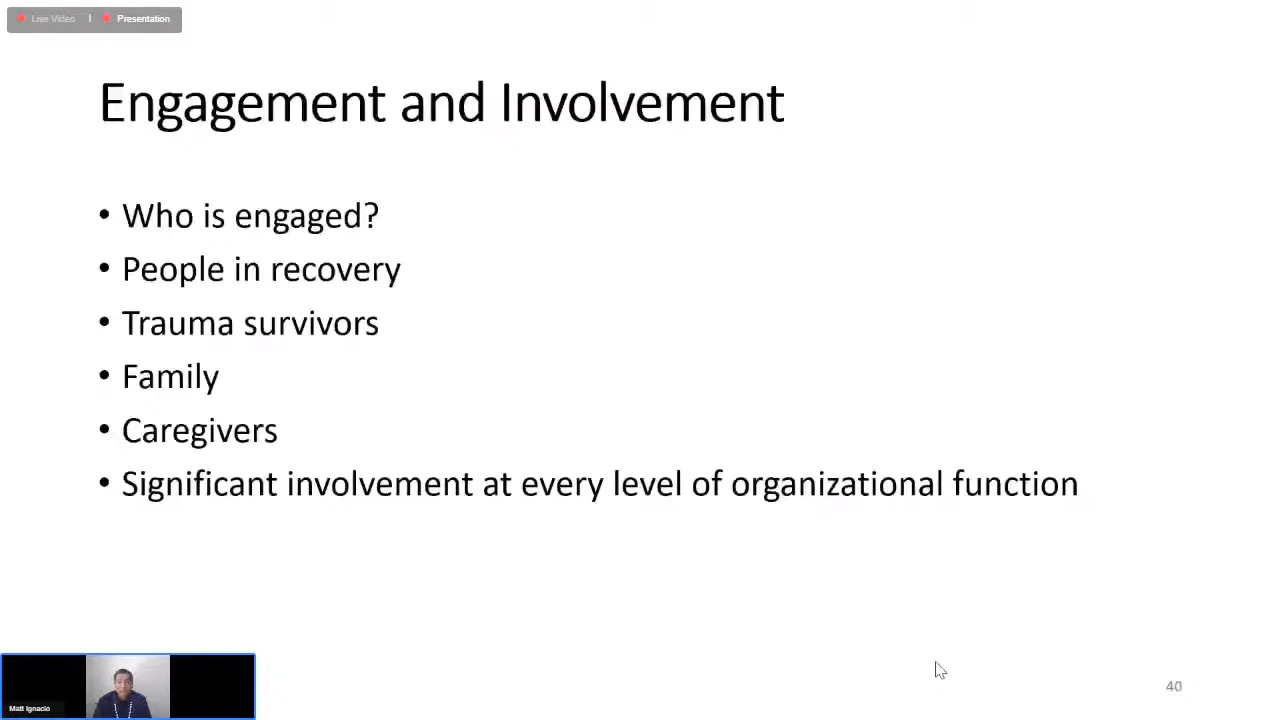 Live Video | Presentation
Engagement and Involvement
• Who is engaged?
• People in recovery
• Trauma survivors
• Family
• Caregivers
• Significant involvement at every level of organizational function
Matt Ignacio
40